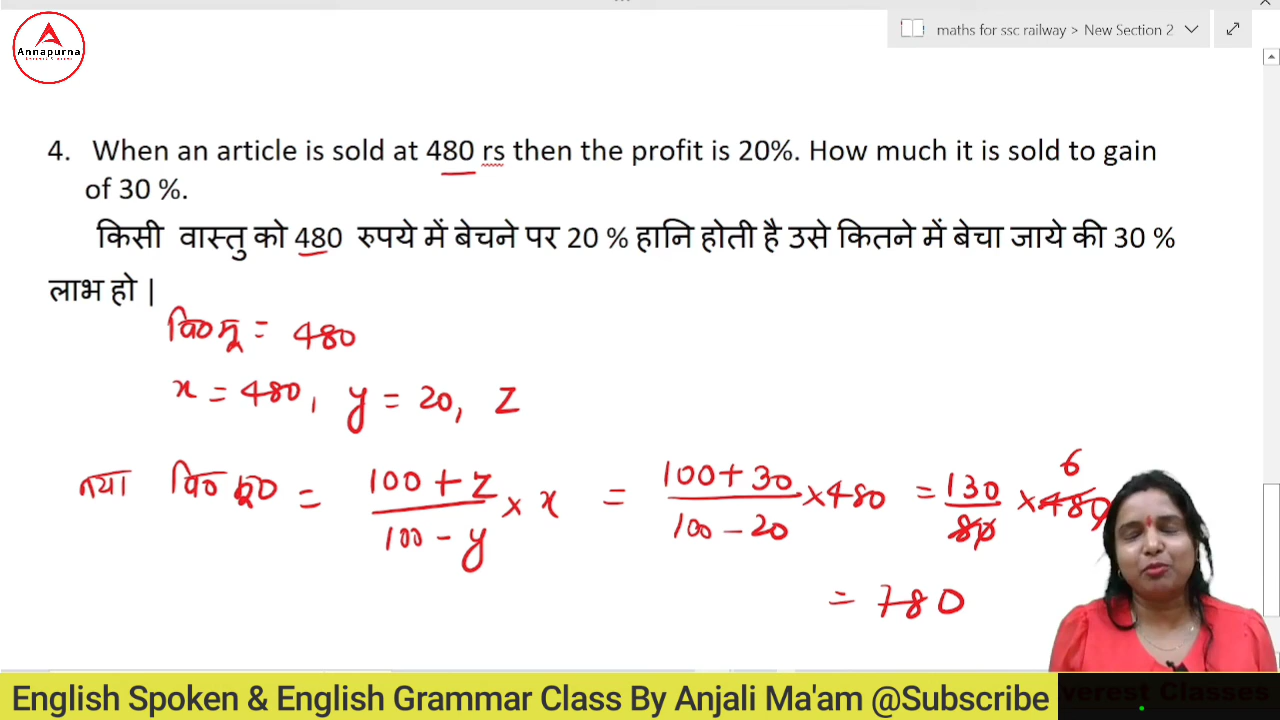 Annapurna
maths for ssc railway > New Section 2
4. When an article is sold at 480 rs then the profit is 20%. How much it is sold to gain
of 30 %.
किसी वास्तु को 480 रुपये में बेचने पर 20 % हानि होती है उसे कितने में बेचा जाये की 30 %
लाभ हो |
वि०मू = 480
x = 480, y = 20, z
नया वि० मू० = 100 + z / 100 - y × x = 100 + 30 / 100 - 20 × 480 = 130 / 80 × 480 6
= 780
English Spoken & English Grammar Class By Anjali Ma'am @Subscribe
verest Classes